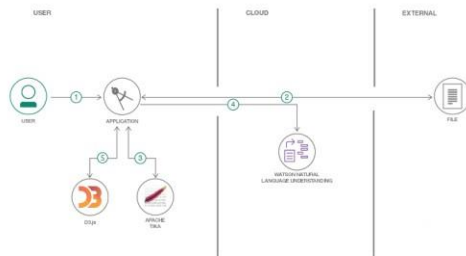 USER
CLOUD
EXTERNAL
1
2
4
USER
APPLICATION
FILE
5
3
WATSON NATURAL
LANGUAGE UNDERSTANDING
D3.js
APACHE
TIKA